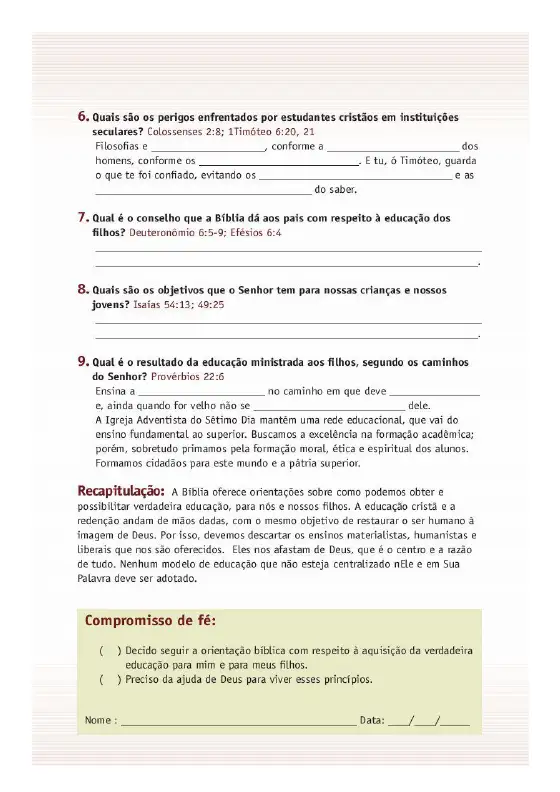 6. Quais são os perigos enfrentados por estudantes cristãos em instituições
seculares? Colossenses 2:8; 1Timóteo 6:20, 21
Filosofias e ____________________, conforme a ________________________ dos
homens, conforme os _____________________________. E tu, ó Timóteo, guarda
o que te foi confiado, evitando os ___________________________________ e as
_______________________________________ do saber.
7. Qual é o conselho que a Bíblia dá aos pais com respeito à educação dos
filhos? Deuteronômio 6:5-9; Efésios 6:4
______________________________________________________________________
______________________________________________________________________.
8. Quais são os objetivos que o Senhor tem para nossas crianças e nossos
jovens? Isaías 54:13; 49:25
______________________________________________________________________
______________________________________________________________________.
9. Qual é o resultado da educação ministrada aos filhos, segundo os caminhos
do Senhor? Provérbios 22:6
Ensina a _______________________ no caminho em que deve ________________
e, ainda quando for velho não se ____________________________ dele.
A Igreja Adventista do Sétimo Dia mantém uma rede educacional, que vai do
ensino fundamental ao superior. Buscamos a excelência na formação acadêmica;
porém, sobretudo primamos pela formação moral, ética e espiritual dos alunos.
Formamos cidadãos para este mundo e a pátria superior.
Recapitulação: A Bíblia oferece orientações sobre como podemos obter e
possibilitar verdadeira educação, para nós e nossos filhos. A educação cristã e a
redenção andam de mãos dadas, com o mesmo objetivo de restaurar o ser humano à
imagem de Deus. Por isso, devemos descartar os ensinos materialistas, humanistas e
liberais que nos são oferecidos. Eles nos afastam de Deus, que é o centro e a razão
de tudo. Nenhum modelo de educação que não esteja centralizado nEle e em Sua
Palavra deve ser adotado.
Compromisso de fé:
( ) Decido seguir a orientação bíblica com respeito à aquisição da verdadeira
educação para mim e para meus filhos.
( ) Preciso da ajuda de Deus para viver esses princípios.
Nome : ___________________________________________ Data: ____/____/_____